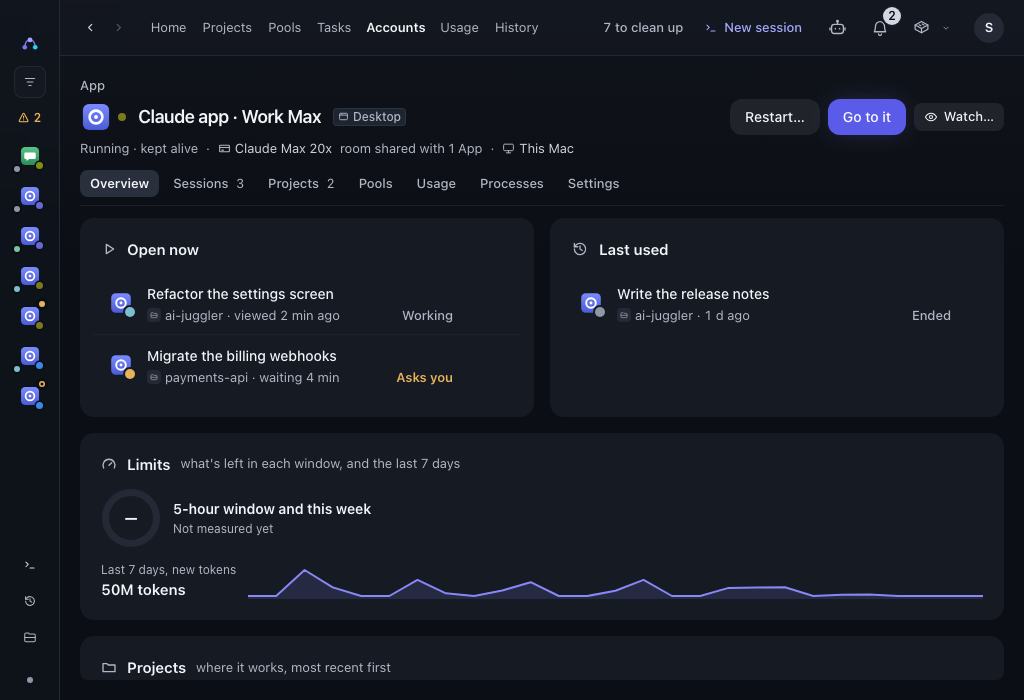 Home Projects Pools Tasks Accounts Usage History 7 to clean up New session 2 S
2
App
Claude app · Work Max Desktop Restart... Go to it Watch...
Running · kept alive · Claude Max 20x room shared with 1 App · This Mac
Overview Sessions 3 Projects 2 Pools Usage Processes Settings
Open now
Refactor the settings screen
ai-juggler · viewed 2 min ago Working
Migrate the billing webhooks
payments-api · waiting 4 min Asks you
Last used
Write the release notes
ai-juggler · 1 d ago Ended
Limits what's left in each window, and the last 7 days
5-hour window and this week
Not measured yet
Last 7 days, new tokens
50M tokens
Projects where it works, most recent first